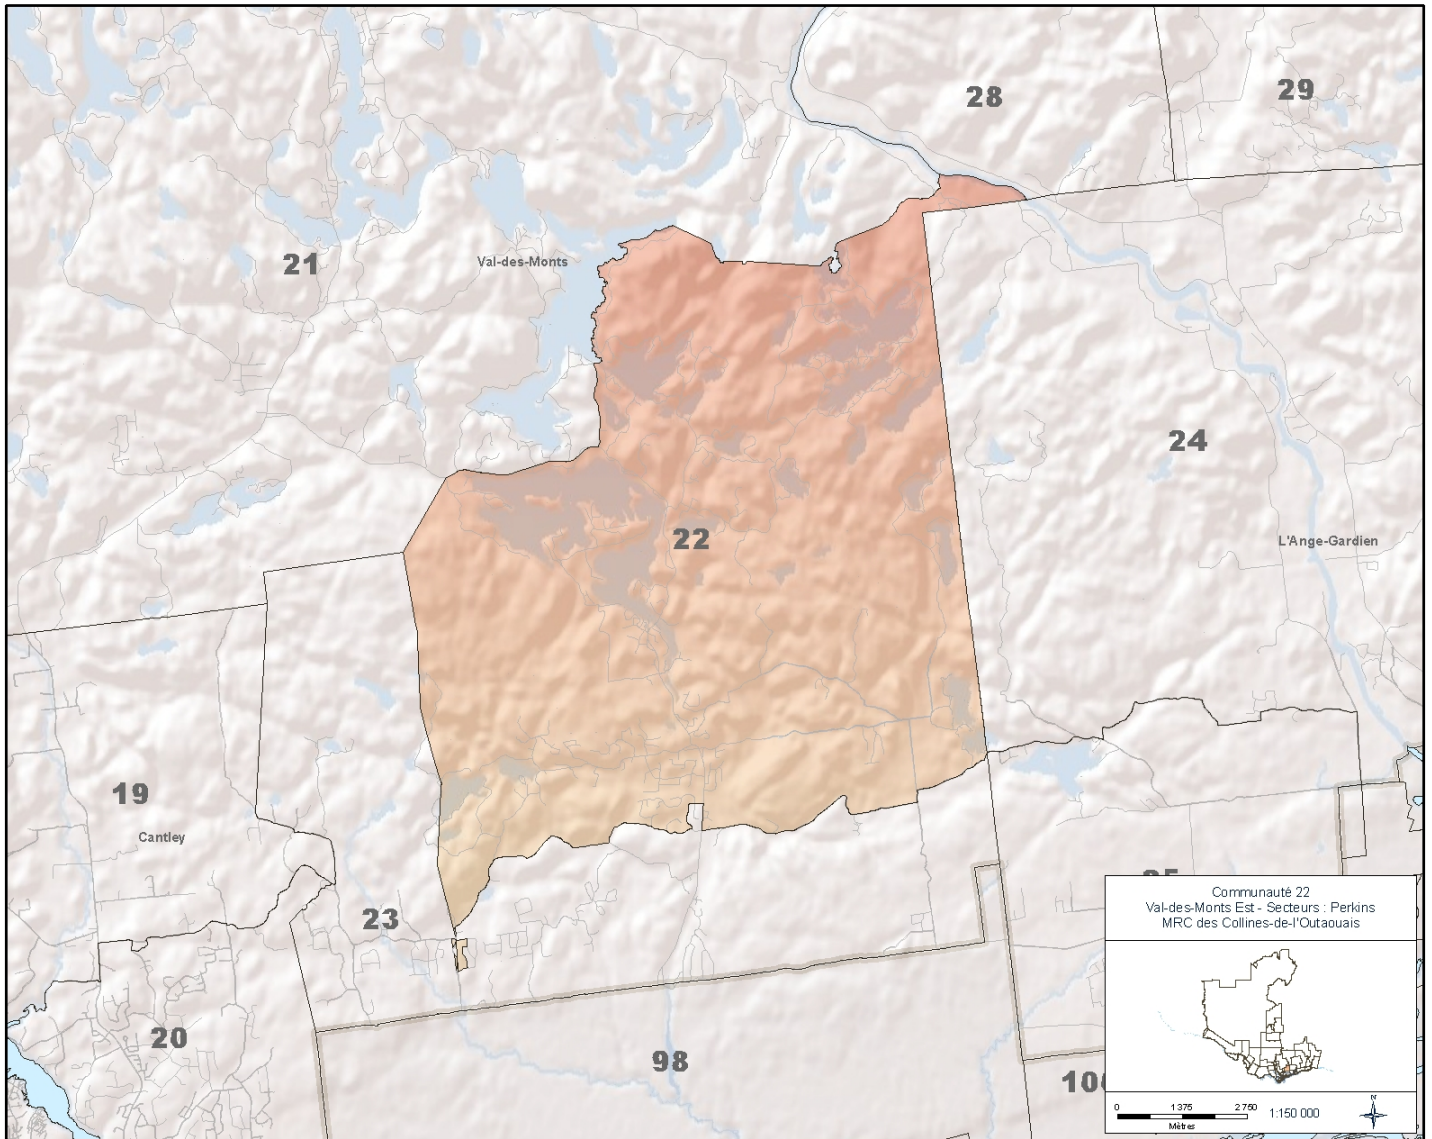 28
29
21
Val-des-Monts
24
22
L'Ange-Gardien
19
Cantley
23
20
98
Communauté 22
Val-des-Monts Est - Secteurs : Perkins
MRC des Collines-de-l'Outaouais
N
0 1 375 2 750 1:150 000
Mètres